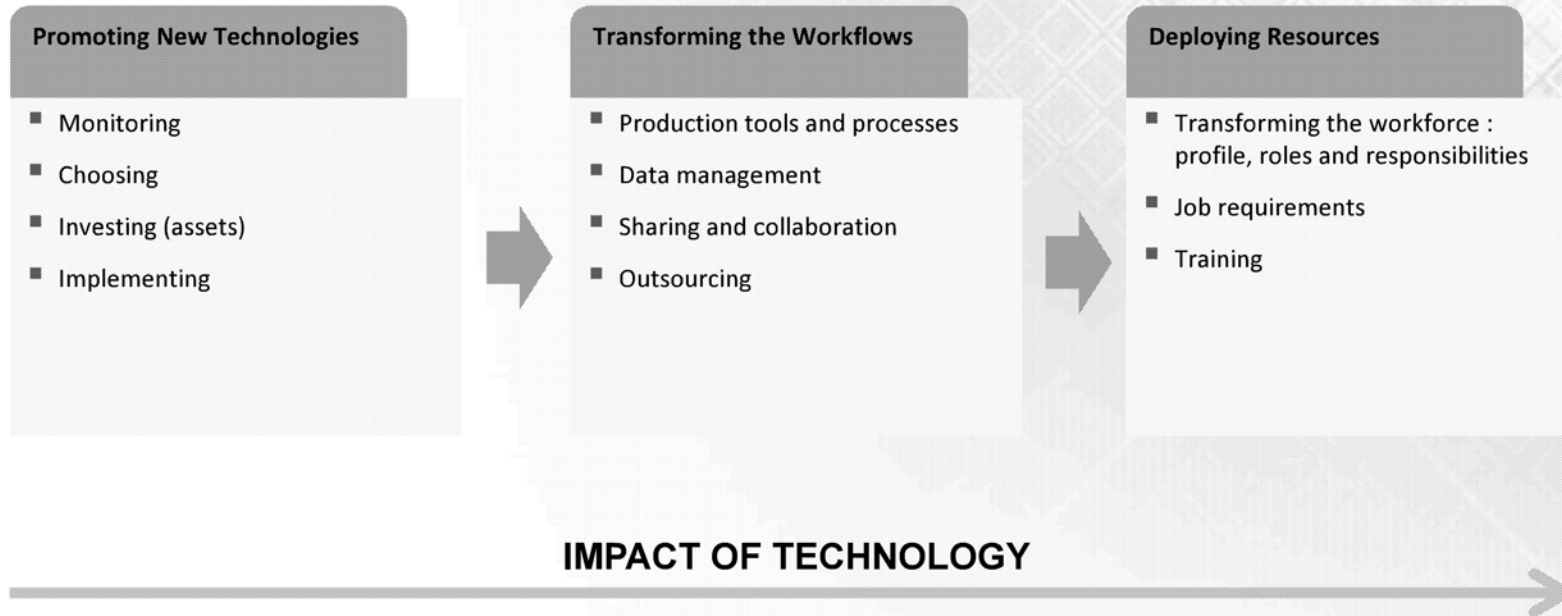 Promoting New Technologies
Monitoring
Choosing
Investing (assets)
Implementing
Transforming the Workflows
Production tools and processes
Data management
Sharing and collaboration
Outsourcing
Deploying Resources
Transforming the workforce :
profile, roles and responsibilities
Job requirements
Training
IMPACT OF TECHNOLOGY